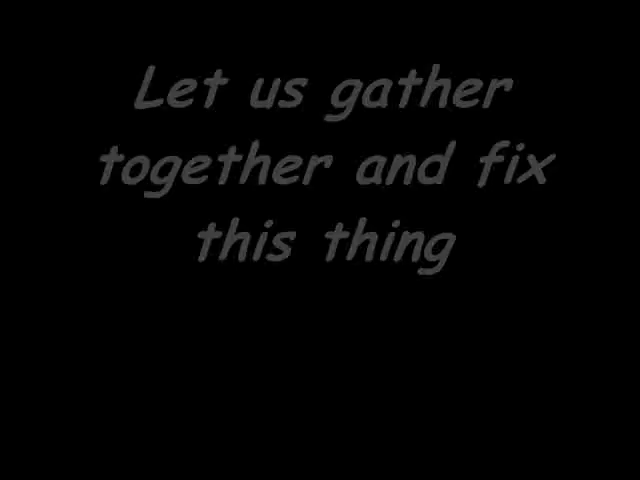 Let us gather
together and fix
this thing